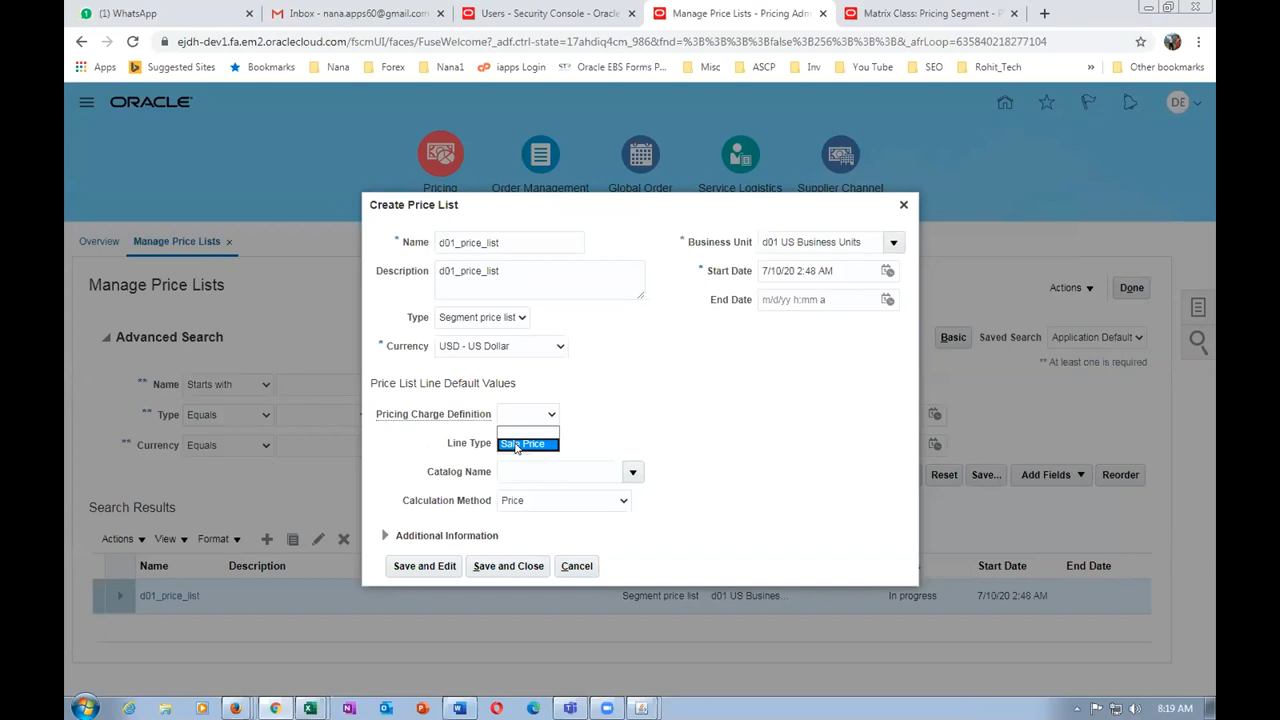 (1) WhatsApp
Inbox - nana.apps60@gmail.com
Users - Security Console - Oracle
Manage Price Lists - Pricing Adm
Matrix Class: Pricing Segment - P
ejdh-dev1.fa.em2.oraclecloud.com/fscmUI/faces/FuseWelcome?_adf.ctrl-state=17ahdiq4cm_986&fnd=%3B%3B%3B%3Bfalse%3B256%3B%3B%3B&_afrLoop=635840218277104
Apps
Suggested Sites
Bookmarks
Nana
Forex
Nana1
iapps Login
Oracle EBS Forms P...
Misc
ASCP
Inv
You Tube
SEO
Rohit_Tech
»
Other bookmarks
ORACLE
DE
Pricing
Order Management
Global Order
Service Logistics
Supplier Channel
Overview
Manage Price Lists
Manage Price Lists
Actions
Done
Advanced Search
Basic
Saved Search
Application Default
** At least one is required
** Name Starts with
** Type Equals
** Currency Equals
Reset
Save...
Add Fields
Reorder
Search Results
Actions
View
Format
Name
Description
Start Date
End Date
d01_price_list
Segment price list
d01 US Busines...
In progress
7/10/20 2:48 AM
Create Price List
* Name d01_price_list
* Business Unit d01 US Business Units
Description d01_price_list
* Start Date 7/10/20 2:48 AM
End Date m/d/yy h:mm a
Type Segment price list
* Currency USD - US Dollar
Price List Line Default Values
Pricing Charge Definition
Line Type
Sale Price
Catalog Name
Calculation Method Price
Additional Information
Save and Edit
Save and Close
Cancel
8:19 AM